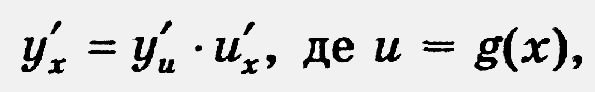 y′ₓ = y′ᵤ · u′ₓ, де u = g(x),